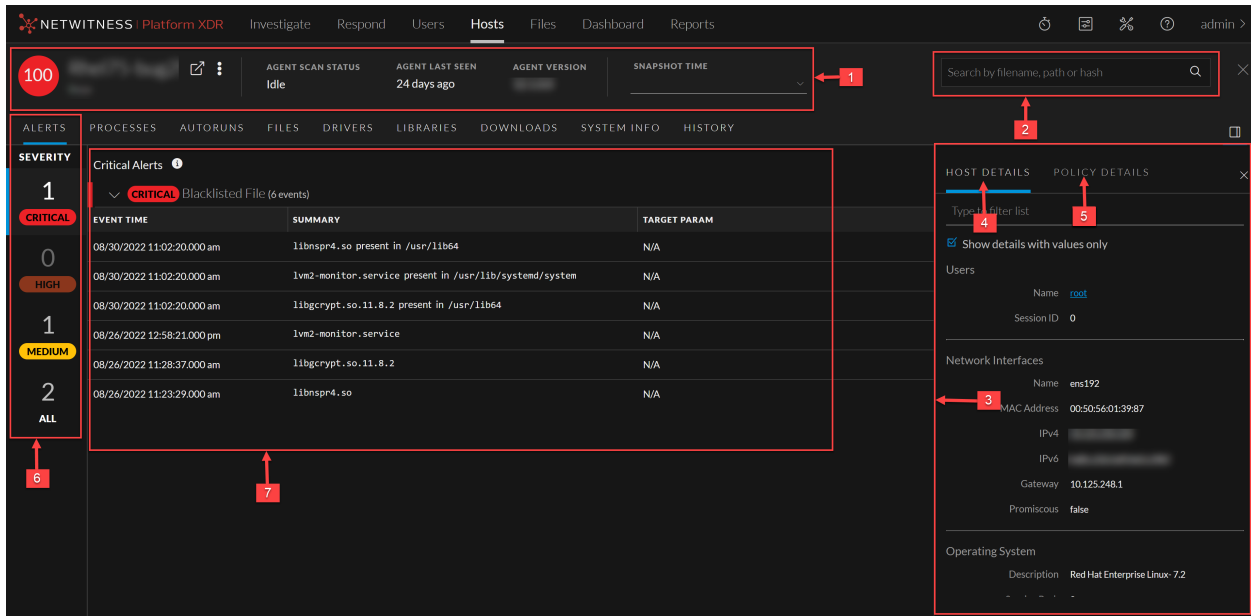 NETWITNESS | Platform XDR Investigate Respond Users Hosts Files Dashboard Reports admin >
100
AGENT SCAN STATUS AGENT LAST SEEN AGENT VERSION SNAPSHOT TIME
Idle 24 days ago
1
Search by filename, path or hash
2
ALERTS PROCESSES AUTORUNS FILES DRIVERS LIBRARIES DOWNLOADS SYSTEM INFO HISTORY
SEVERITY
1
CRITICAL
0
HIGH
1
MEDIUM
2
ALL
6
Critical Alerts
CRITICAL Blacklisted File (6 events)
EVENT TIME SUMMARY TARGET PARAM
08/30/2022 11:02:20.000 am libnspr4.so present in /usr/lib64 N/A
08/30/2022 11:02:20.000 am lvm2-monitor.service present in /usr/lib/systemd/system N/A
08/30/2022 11:02:20.000 am libgcrypt.so.11.8.2 present in /usr/lib64 N/A
08/26/2022 12:58:21.000 pm lvm2-monitor.service N/A
08/26/2022 11:28:37.000 am libgcrypt.so.11.8.2 N/A
08/26/2022 11:23:29.000 am libnspr4.so N/A
7
HOST DETAILS POLICY DETAILS
4 5
Type to filter list
Show details with values only
Users
Name root
Session ID 0
Network Interfaces
Name ens192
3
MAC Address 00:50:56:01:39:87
IPv4
IPv6
Gateway 10.125.248.1
Promiscous false
Operating System
Description Red Hat Enterprise Linux- 7.2